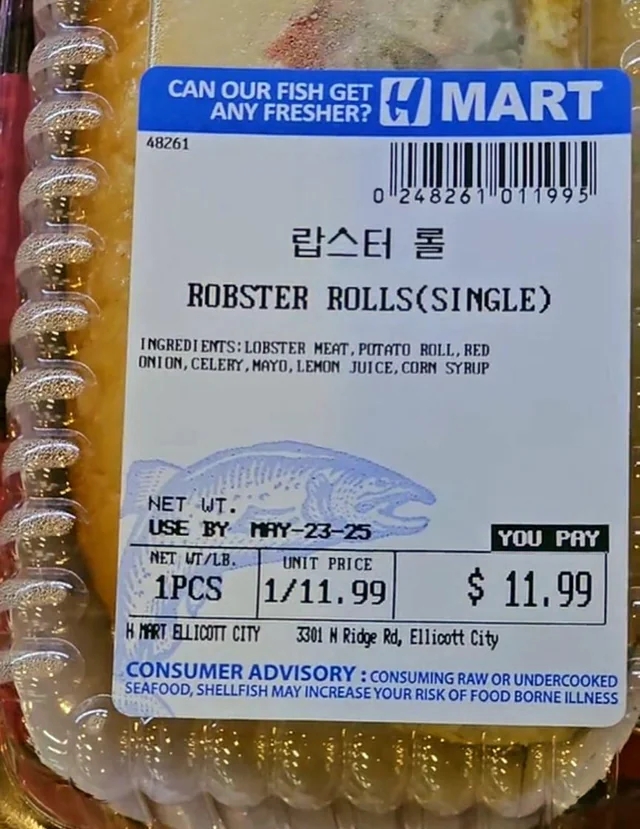 CAN OUR FISH GET
ANY FRESHER?
H MART
48261
0 248261 011995
랍스터 롤
ROBSTER ROLLS(SINGLE)
INGREDIENTS:LOBSTER MEAT,POTATO ROLL,RED
ONION,CELERY,MAYO,LEMON JUICE,CORN SYRUP
NET WT.
USE BY MAY-23-25
YOU PAY
NET WT/LB. UNIT PRICE
1PCS 1/11.99 $ 11.99
H MART ELLICOTT CITY 3301 N Ridge Rd, Ellicott City
CONSUMER ADVISORY : CONSUMING RAW OR UNDERCOOKED
SEAFOOD, SHELLFISH MAY INCREASE YOUR RISK OF FOOD BORNE ILLNESS